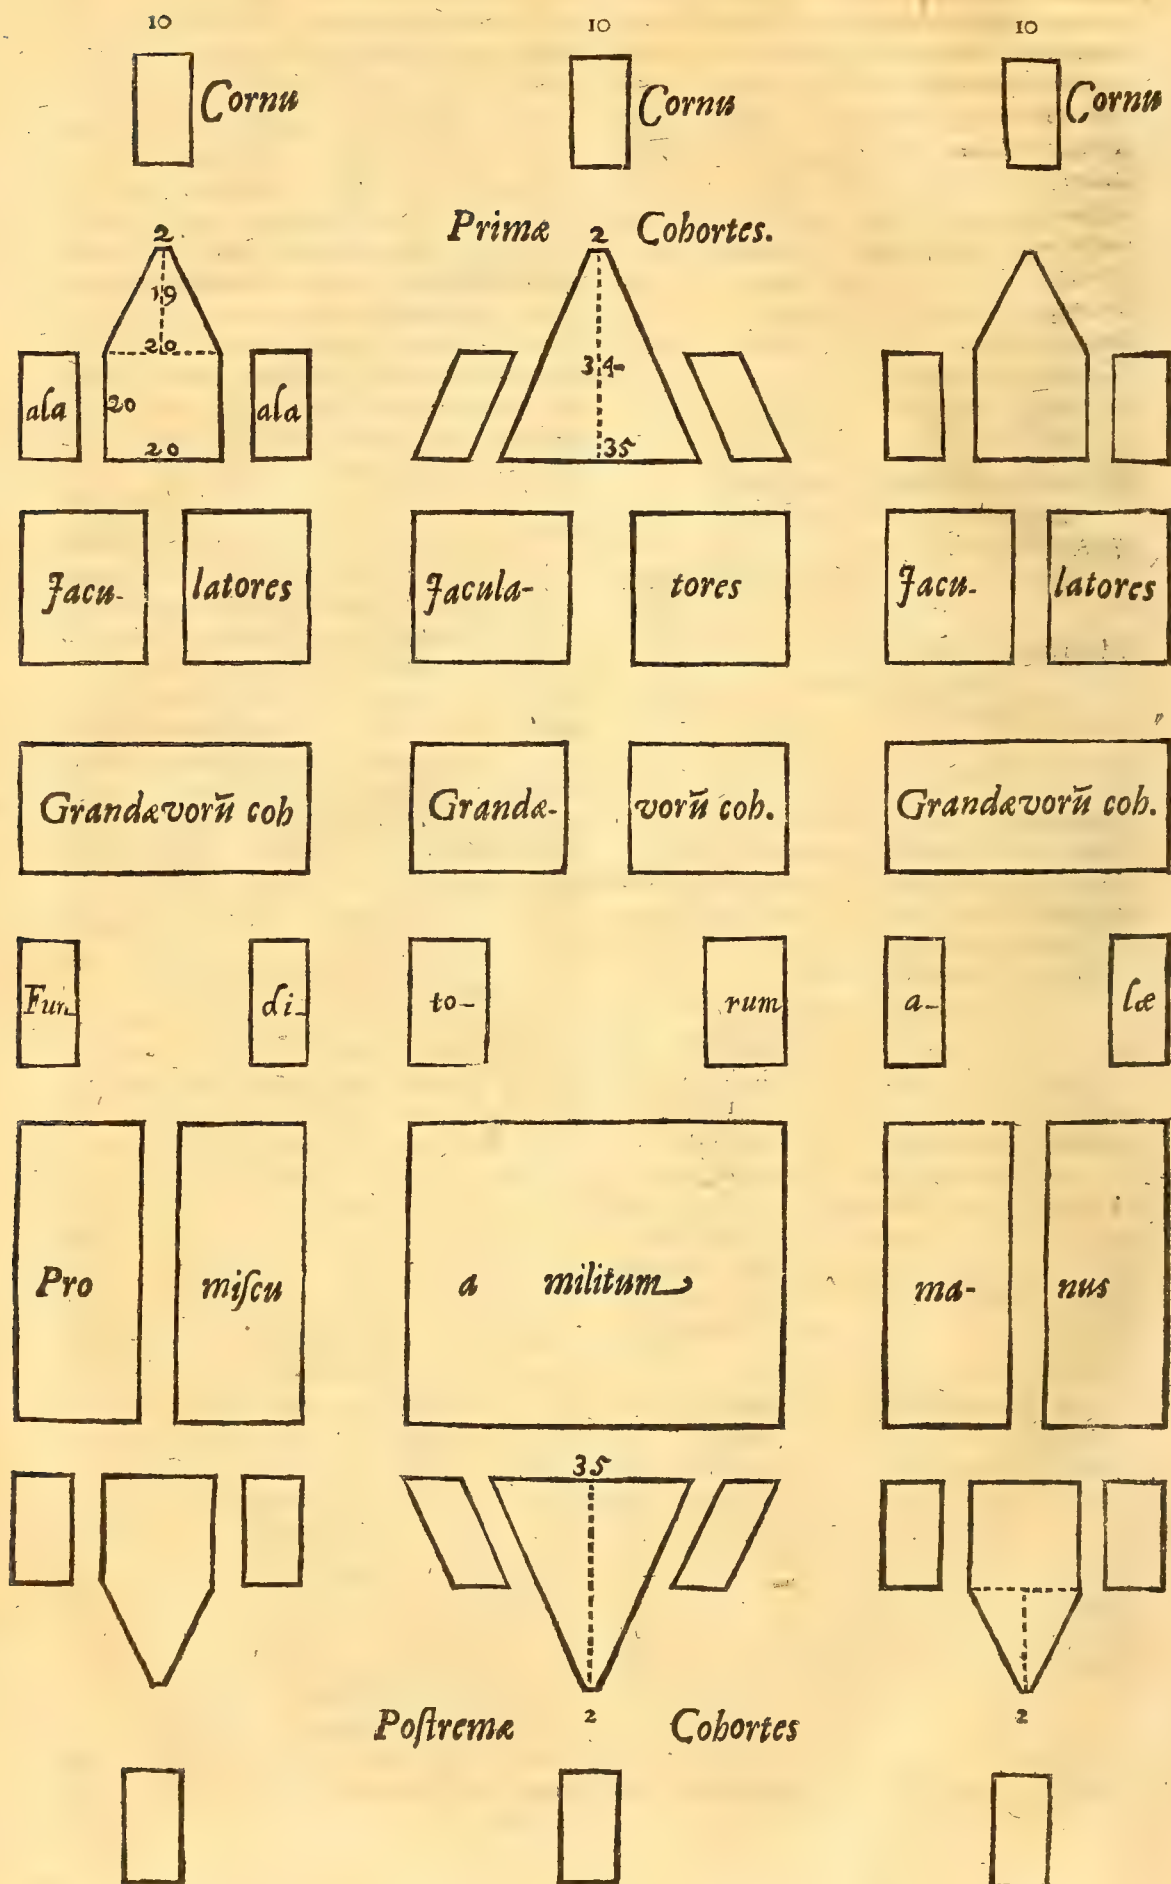 10 10 10
Cornu Cornu Cornu
Primæ 2 Cohortes.
2
19
20
34
ala 20 ala
20 35
Jacu- latores Jacula- tores Jacu- latores
Grandævorū cob Grandæ- vorū cob. Grandævorū cob.
Fun- di- to- rum a- læ
Pro miſcu a militum ma- nus
35
Poſtremæ 2 Cohortes 2